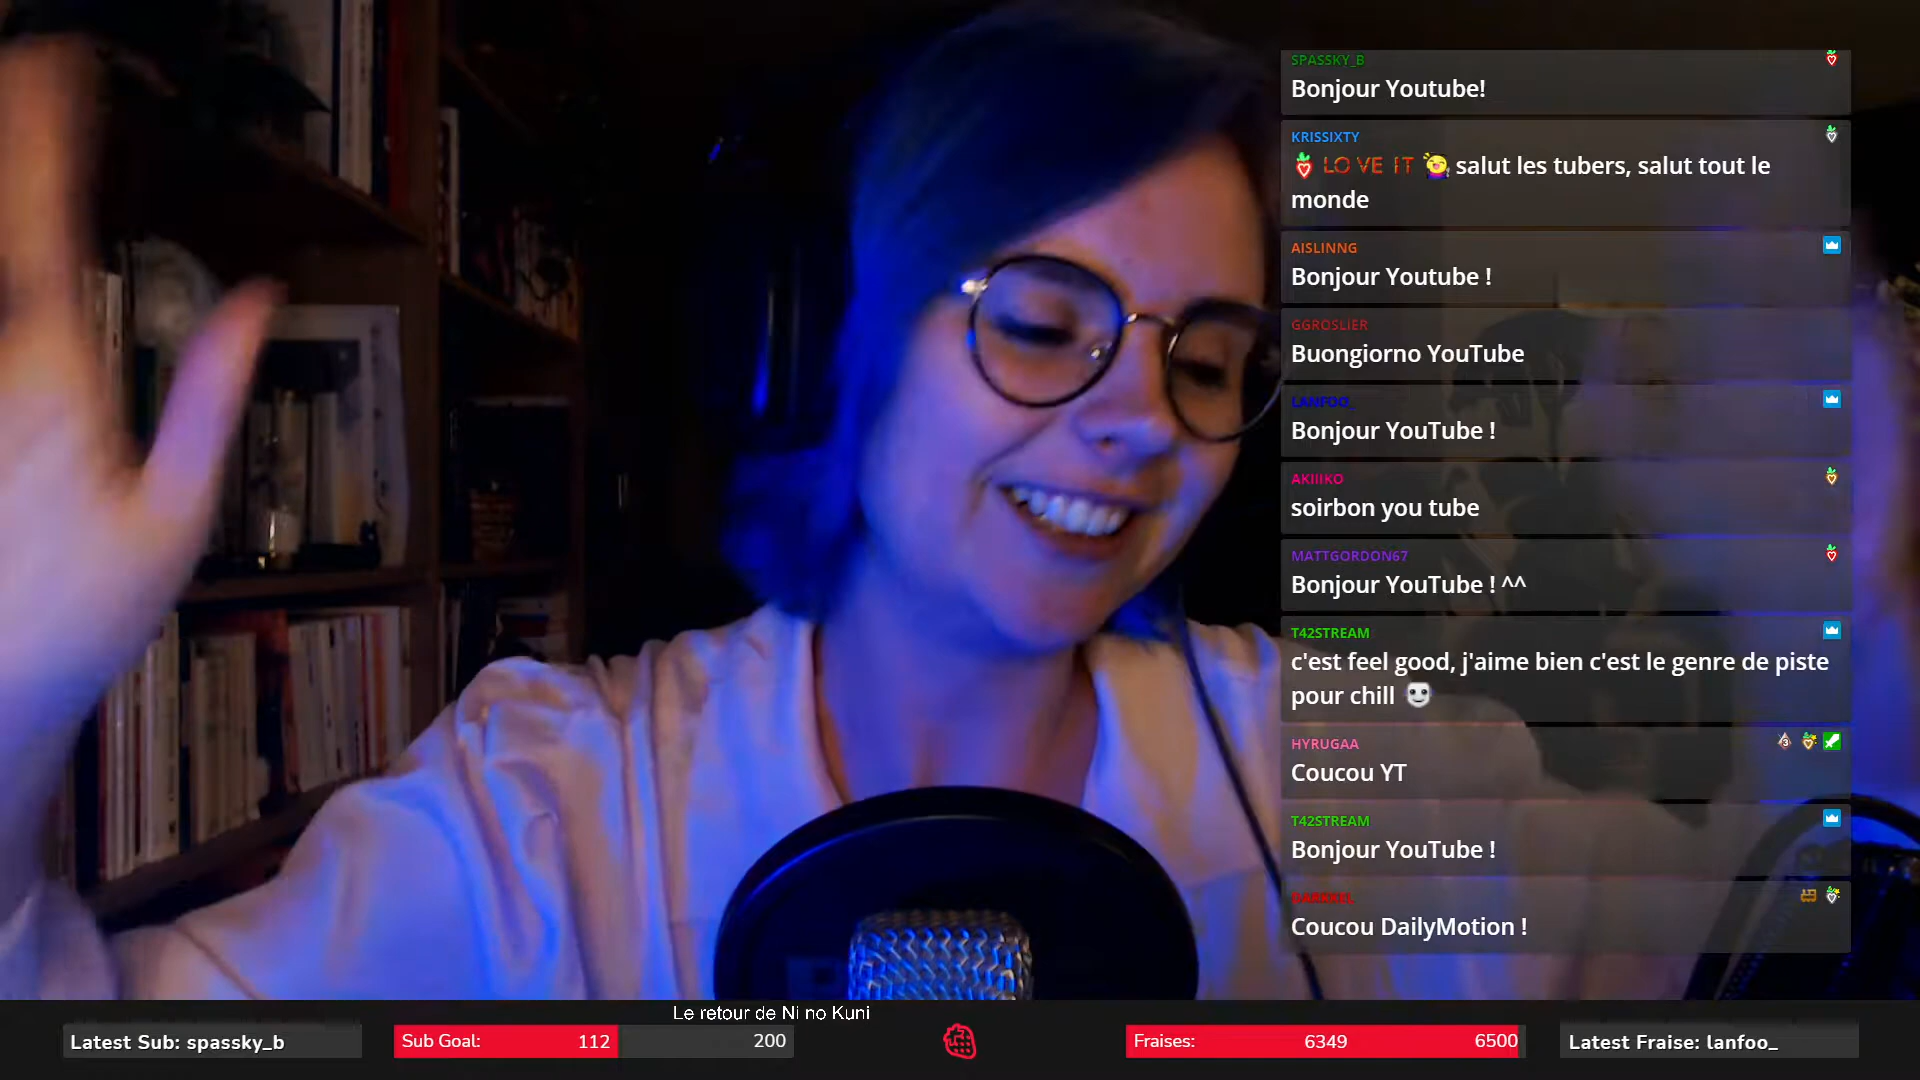 SPASSKY_B
Bonjour Youtube!
KRISSIXTY
LOVE IT salut les tubers, salut tout le
monde
AISLINNG
Bonjour Youtube !
GGROSLIER
Buongiorno YouTube
LANFOO_
Bonjour YouTube !
AKIIIKO
soirbon you tube
MATTGORDON67
Bonjour YouTube ! ^^
T42STREAM
c'est feel good, j'aime bien c'est le genre de piste
pour chill
HYRUGAA
Coucou YT
T42STREAM
Bonjour YouTube !
Coucou DailyMotion !
Le retour de Ni no Kuni
Latest Sub: spassky_b
Sub Goal: 112 200
Fraises: 6349 6500
Latest Fraise: lanfoo_